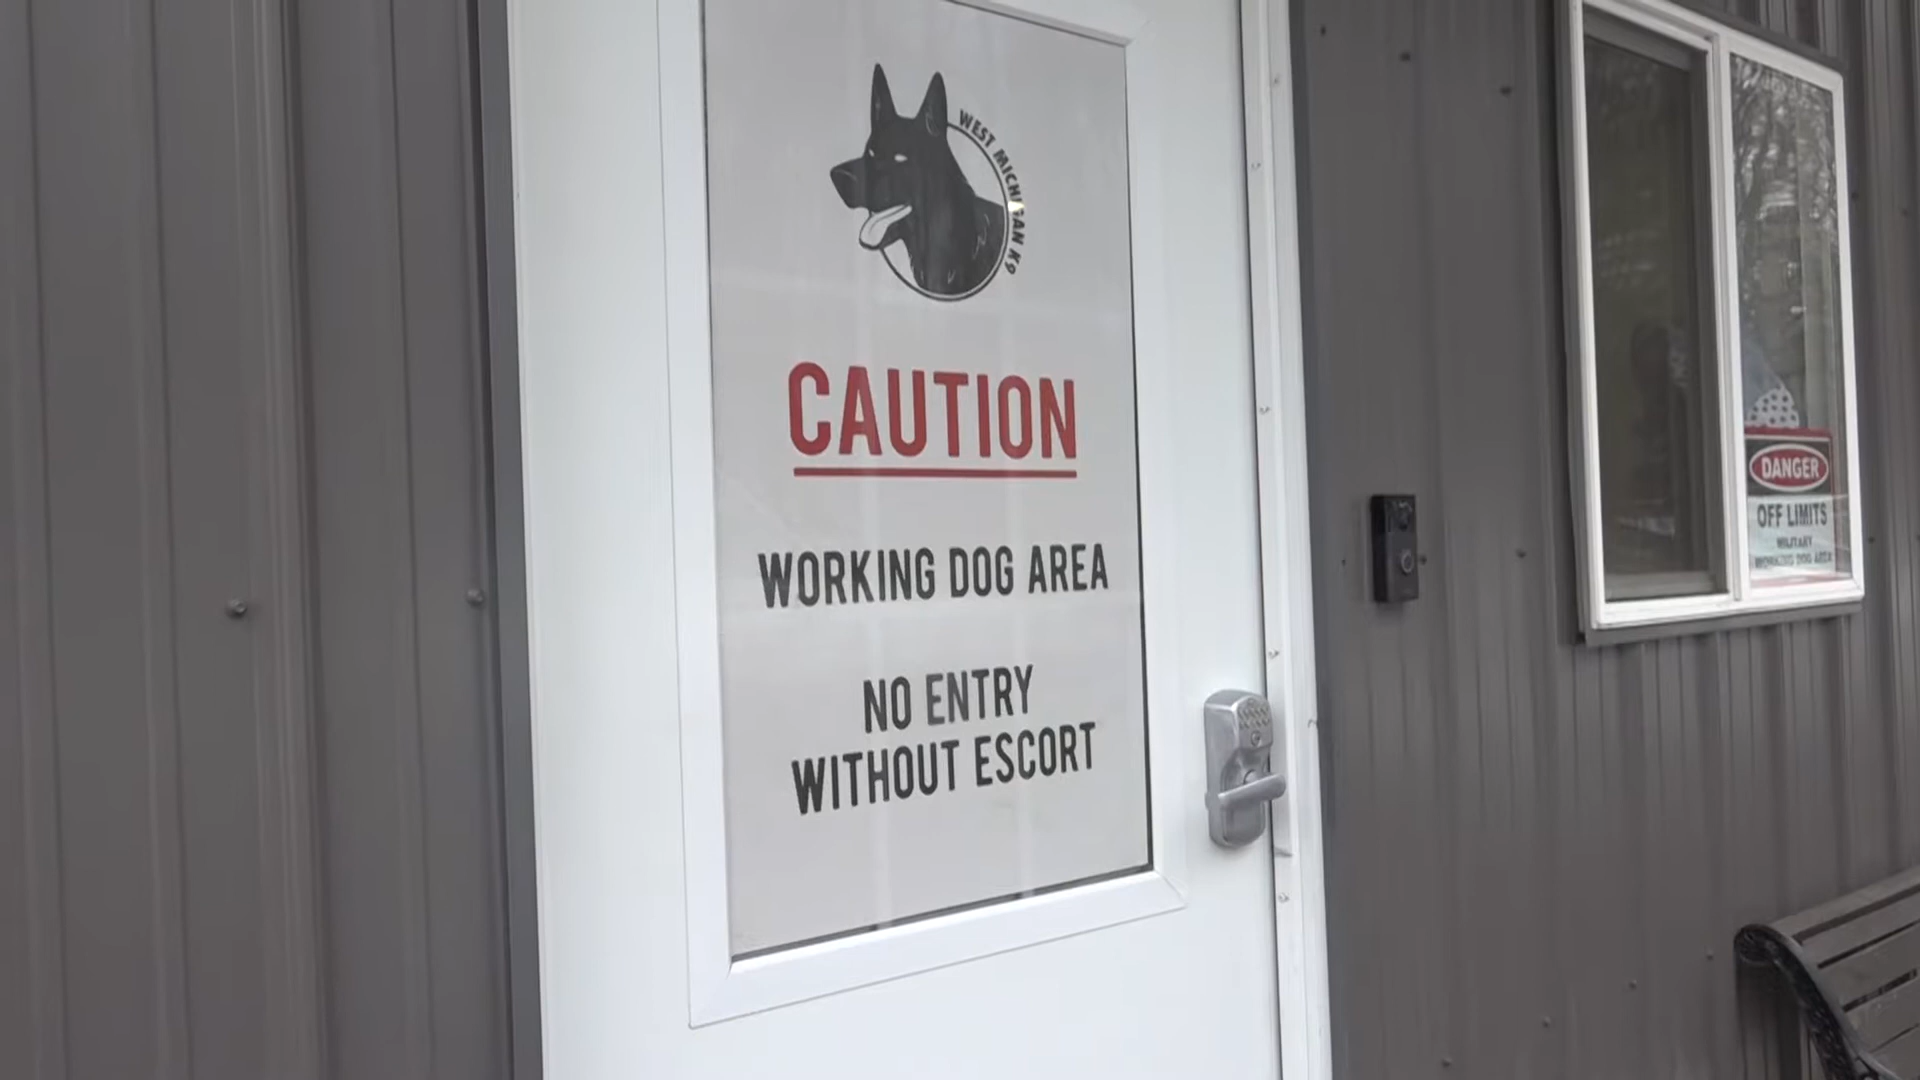 WEST MICHIGAN K9
CAUTION
WORKING DOG AREA
NO ENTRY
WITHOUT ESCORT
DANGER
OFF LIMITS
MILITARY
WORKING DOG AREA